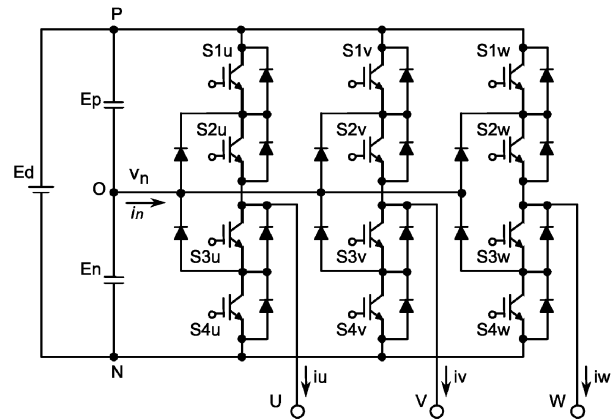 P
S1u S1v S1w
Ep
S2u S2v S2w
Ed
O vn
in
En
S3u S3v S3w
S4u S4v S4w
N
iu iv iw
U V W